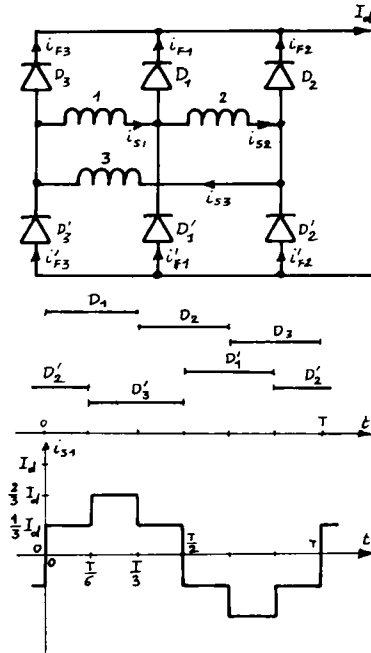 I_d
i_F3 i_F1 i_F2
D_3 D_1 D_2
1 2
i_S1 i_S2
3
i_S3
D'_3 D'_1 D'_2
i'_F3 i'_F1 i'_F2
D_1
D_2
D_3
D'_2 D'_1 D'_2
D'_3
0 T t
i_S1
I_d
2/3 I_d
1/3 I_d
0 T/2 T t
0 T/6 T/3